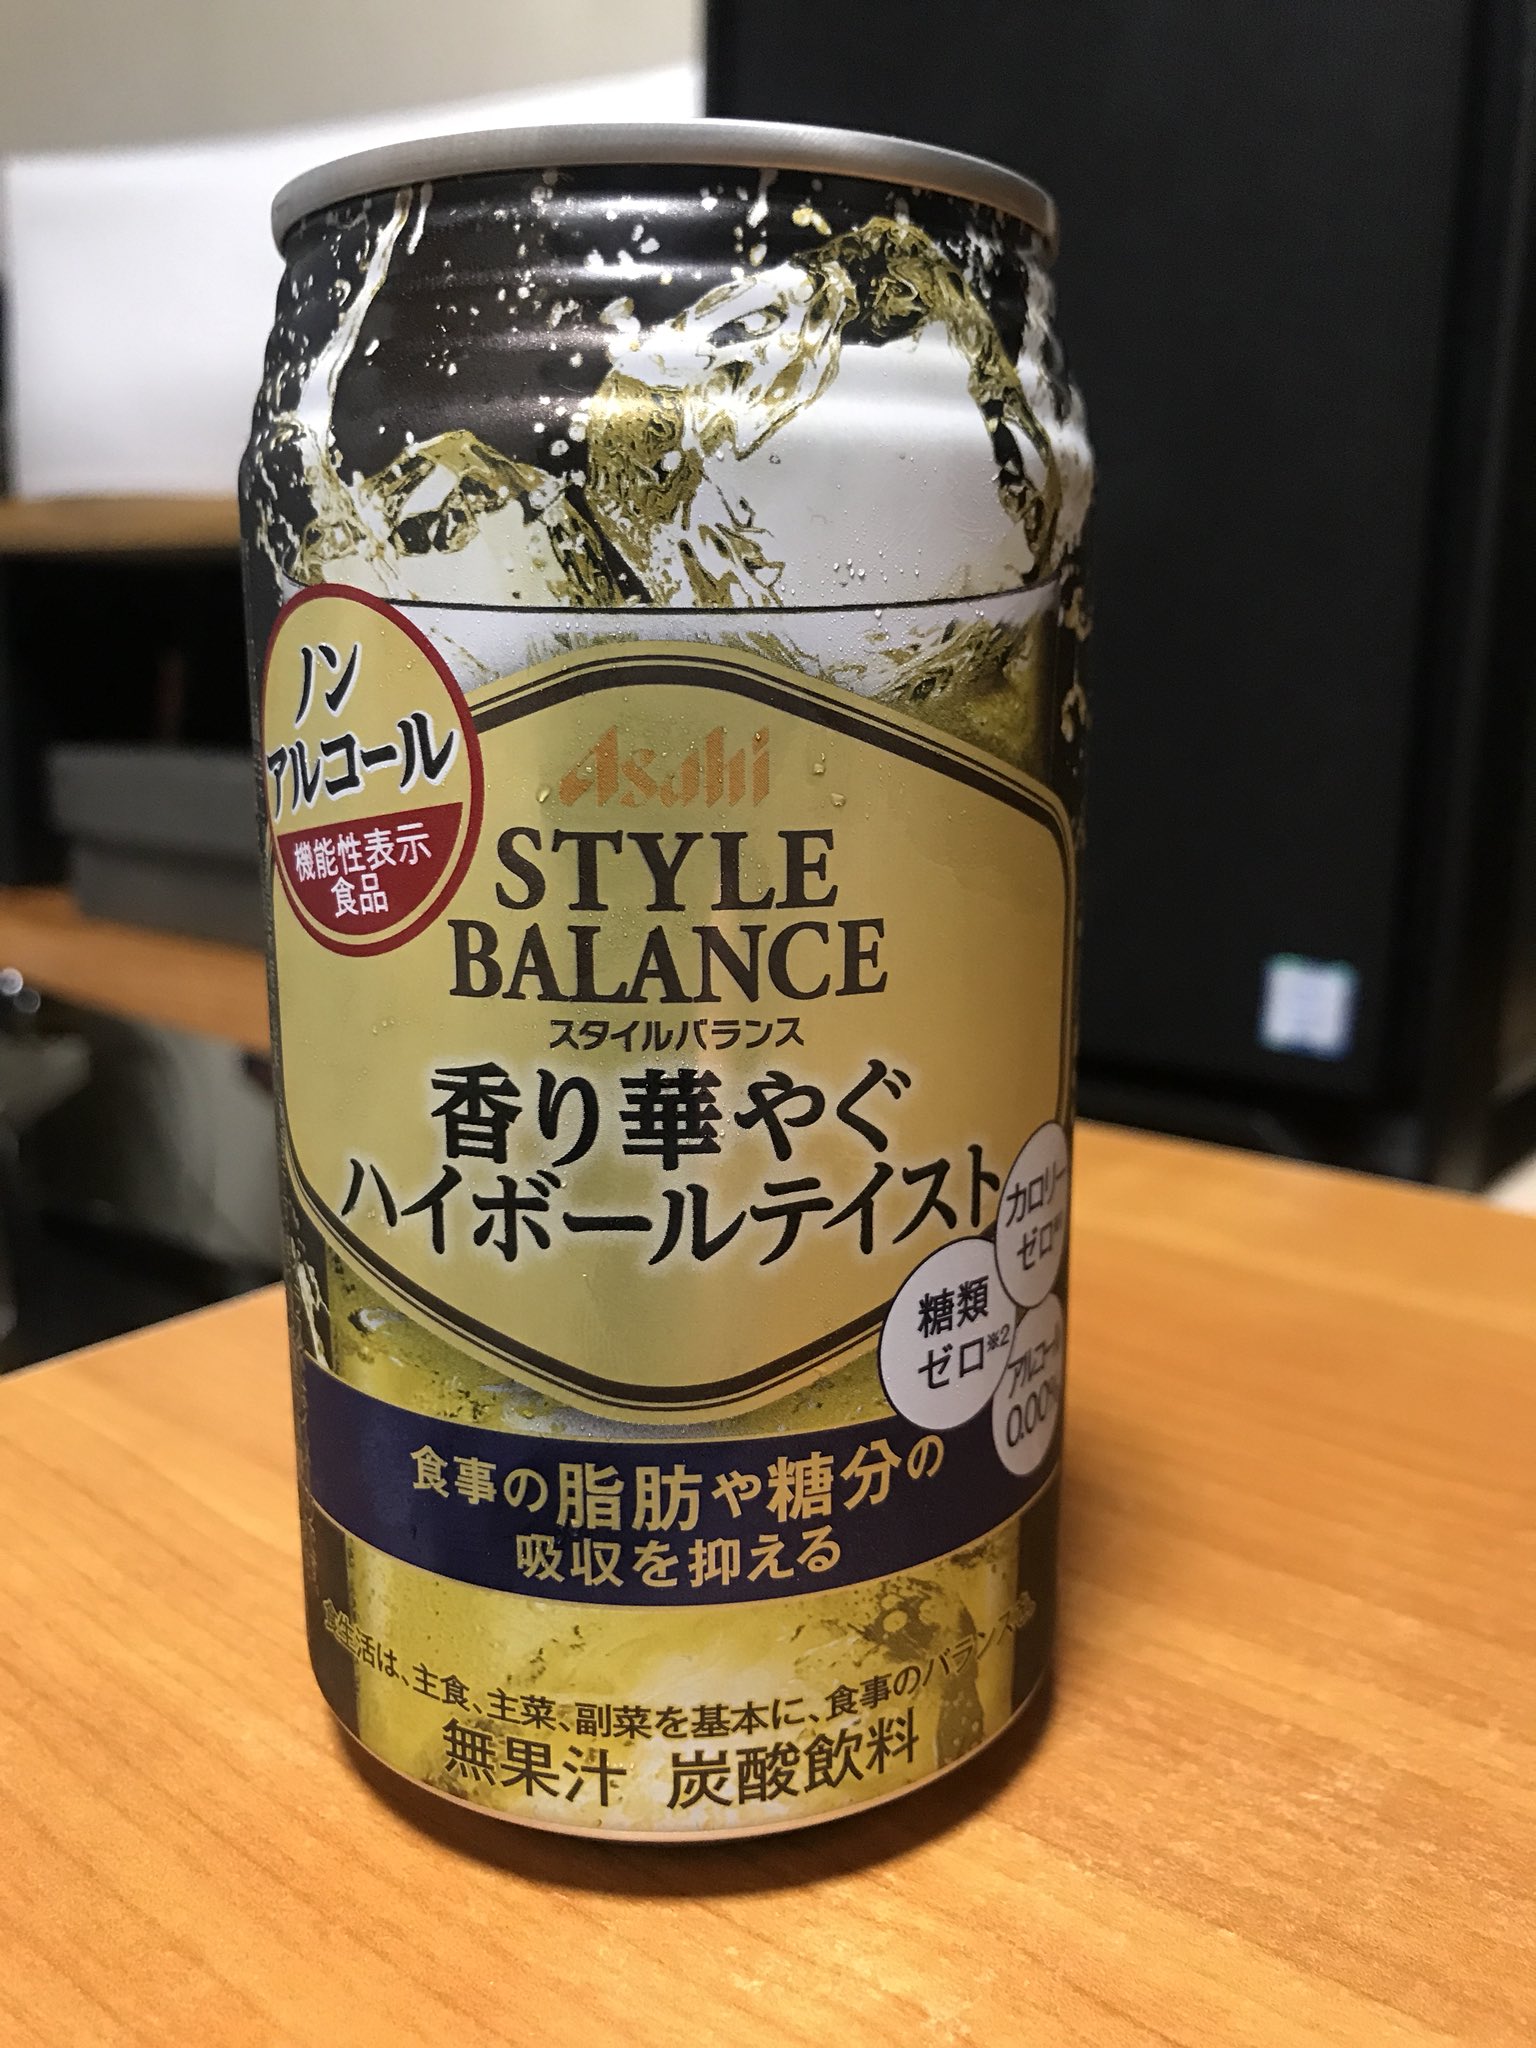 ノン
アルコール
機能性表示
食品
Asahi
STYLE
BALANCE
スタイルバランス
香り華やぐ
ハイボールテイスト
カロリー
ゼロ
糖類
ゼロ※2
アルコール
0.00%
食事の脂肪や糖分の
吸収を抑える
食生活は、主食、主菜、副菜を基本に、食事のバランスを。
無果汁 炭酸飲料